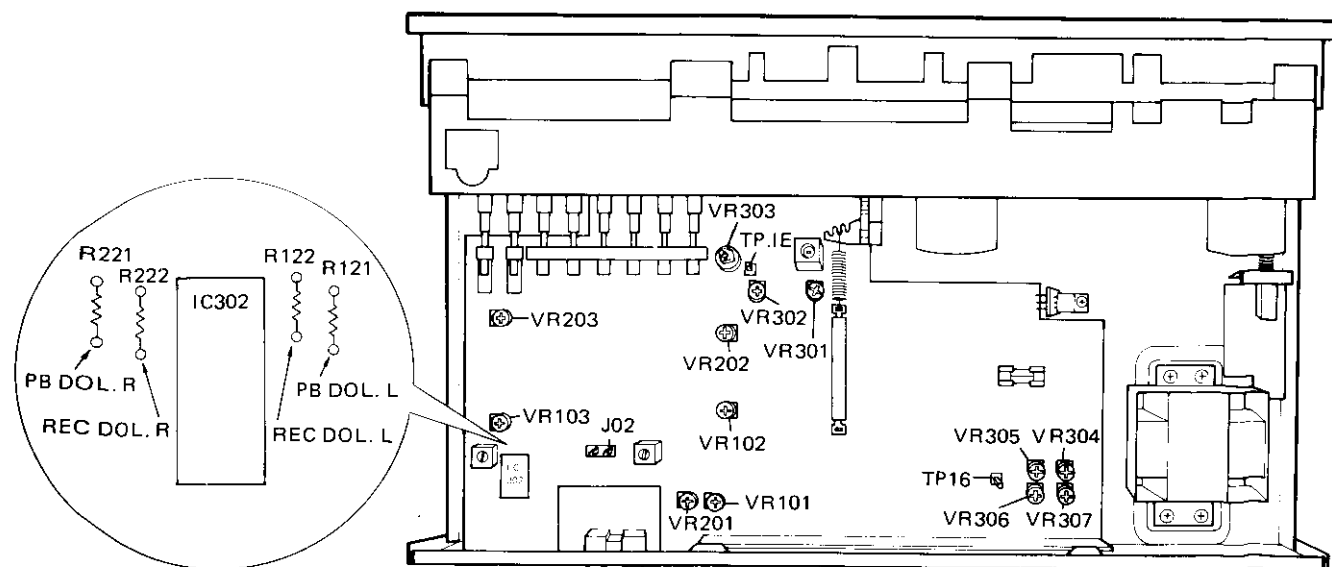 R221
R222
IC302
R122
R121
PB DOL. R
REC DOL. R
PB DOL. L
REC DOL. L
VR303
TP.IE
VR203
VR302
VR301
VR202
VR103
J02
VR102
IC
VR201
VR101
VR305
VR304
TP16
VR306
VR307